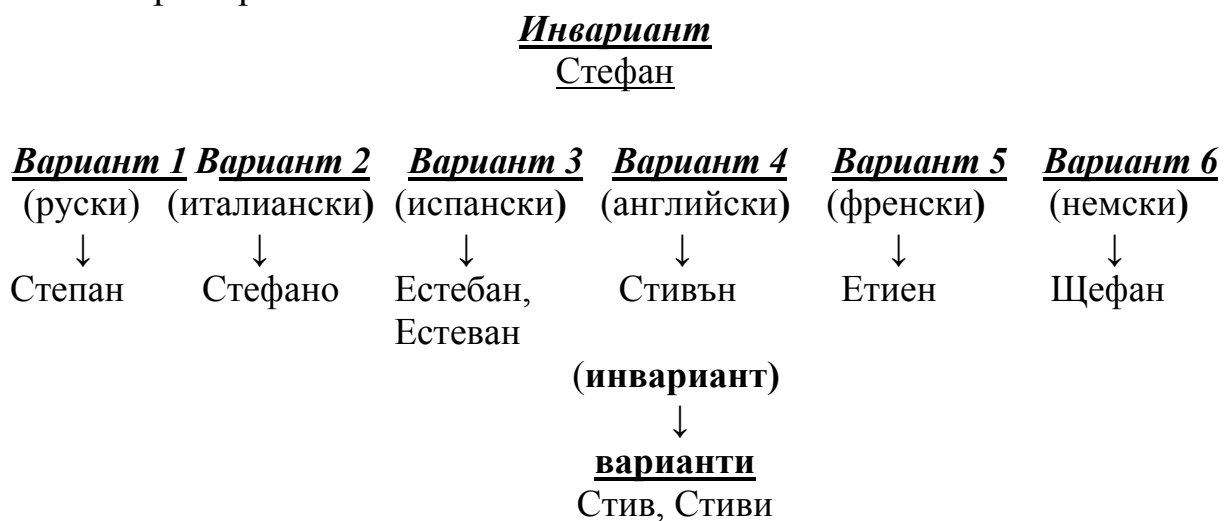 Инвариант
Стефан
Вариант 1 Вариант 2 Вариант 3 Вариант 4 Вариант 5 Вариант 6
(руски) (италиански) (испански) (английски) (френски) (немски)
↓ ↓ ↓ ↓ ↓ ↓
Степан Стефано Естебан, Стивън Етиен Щефан
Естеван
(инвариант)
↓
варианти
Стив, Стиви